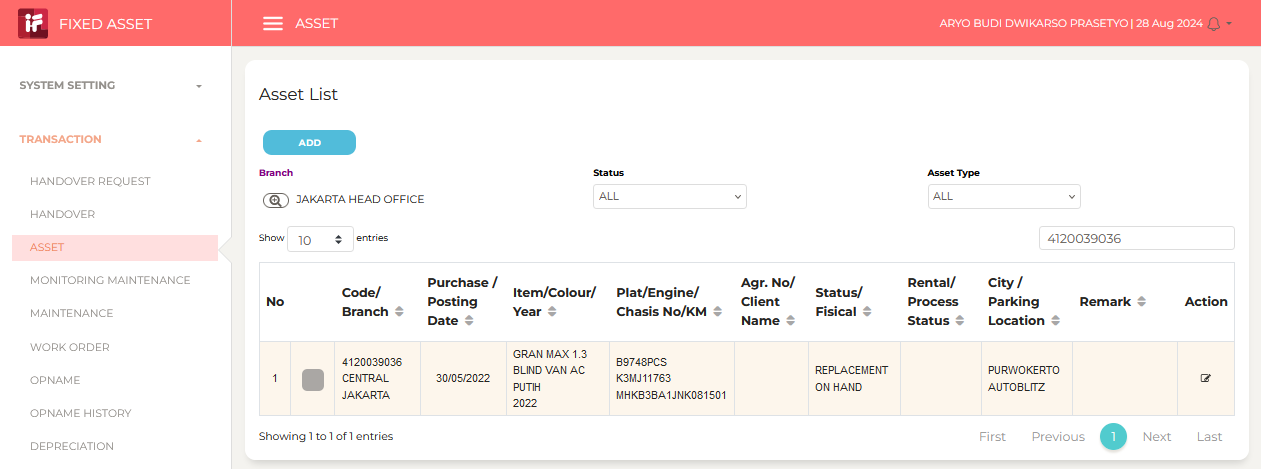 iF FIXED ASSET
ASSET
ARYO BUDI DWIKARSO PRASETYO | 28 Aug 2024
SYSTEM SETTING
TRANSACTION
HANDOVER REQUEST
HANDOVER
ASSET
MONITORING MAINTENANCE
MAINTENANCE
WORK ORDER
OPNAME
OPNAME HISTORY
DEPRECIATION
Asset List
ADD
Branch
JAKARTA HEAD OFFICE
Status
ALL
Asset Type
ALL
Show 10 entries
4120039036
No
Code/
Branch
Purchase /
Posting
Date
Item/Colour/
Year
Plat/Engine/
Chasis No/KM
Agr. No/
Client
Name
Status/
Fisical
Rental/
Process
Status
City /
Parking
Location
Remark
Action
1
4120039036
CENTRAL
JAKARTA
30/05/2022
GRAN MAX 1.3
BLIND VAN AC
PUTIH
2022
B9748PCS
K3MJ11763
MHKB3BA1JNK081501
REPLACEMENT
ON HAND
PURWOKERTO
AUTOBLITZ
Showing 1 to 1 of 1 entries
First Previous 1 Next Last